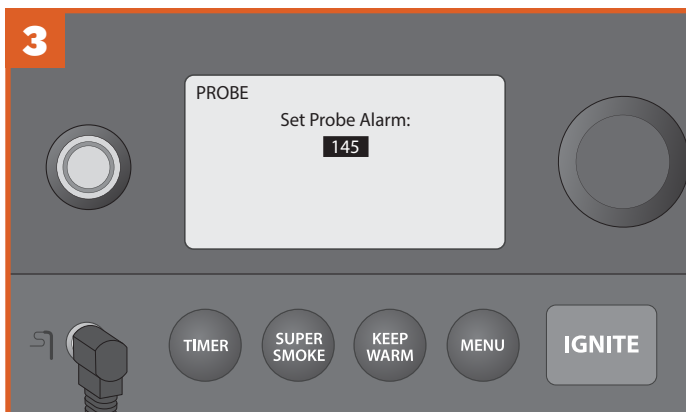 3
PROBE
Set Probe Alarm:
145
TIMER
SUPER
SMOKE
KEEP
WARM
MENU
IGNITE